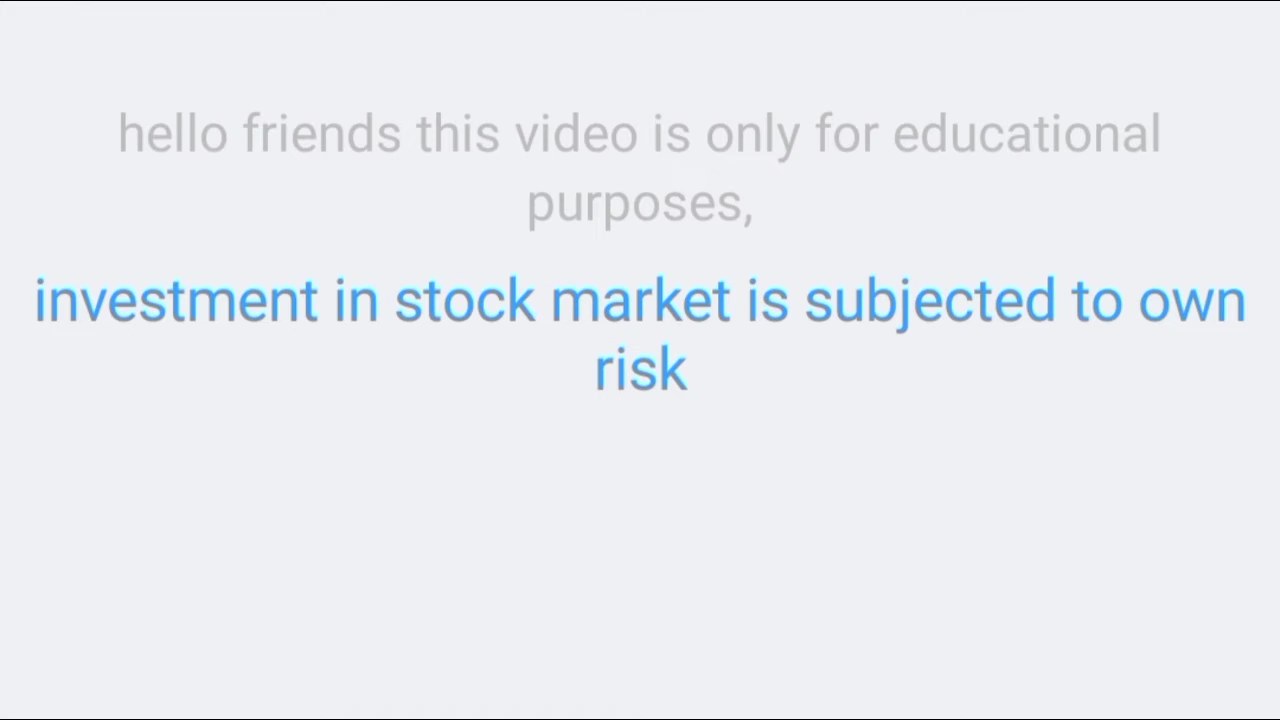 hello friends this video is only for educational
purposes,
investment in stock market is subjected to own
risk